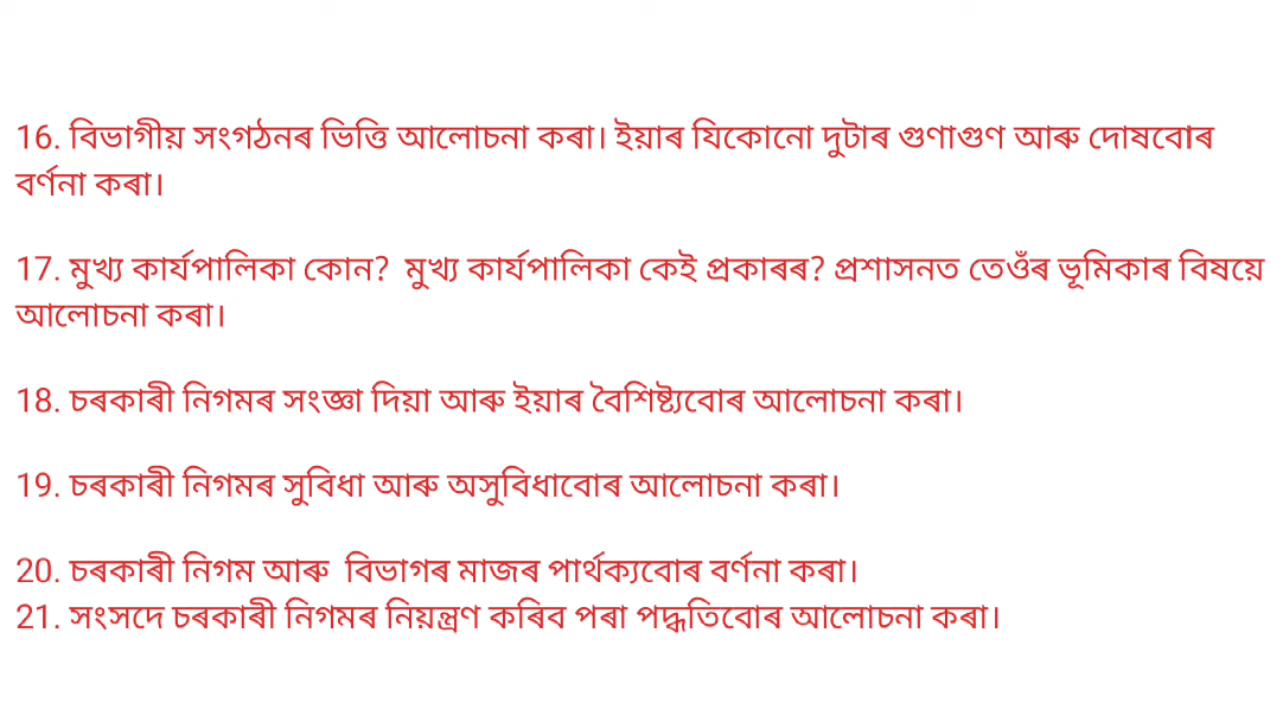 16. বিভাগীয় সংগঠনৰ ভিত্তি আলোচনা কৰা। ইয়াৰ যিকোনো দুটাৰ গুণাগুণ আৰু দোষবোৰ
বৰ্ণনা কৰা।
17. মুখ্য কাৰ্যপালিকা কোন? মুখ্য কাৰ্যপালিকা কেই প্ৰকাৰৰ? প্ৰশাসনত তেওঁৰ ভূমিকাৰ বিষয়ে
আলোচনা কৰা।
18. চৰকাৰী নিগমৰ সংজ্ঞা দিয়া আৰু ইয়াৰ বৈশিষ্ট্যবোৰ আলোচনা কৰা।
19. চৰকাৰী নিগমৰ সুবিধা আৰু অসুবিধাবোৰ আলোচনা কৰা।
20. চৰকাৰী নিগম আৰু বিভাগৰ মাজৰ পাৰ্থক্যবোৰ বৰ্ণনা কৰা।
21. সংসদে চৰকাৰী নিগমৰ নিয়ন্ত্ৰণ কৰিব পৰা পদ্ধতিবোৰ আলোচনা কৰা।